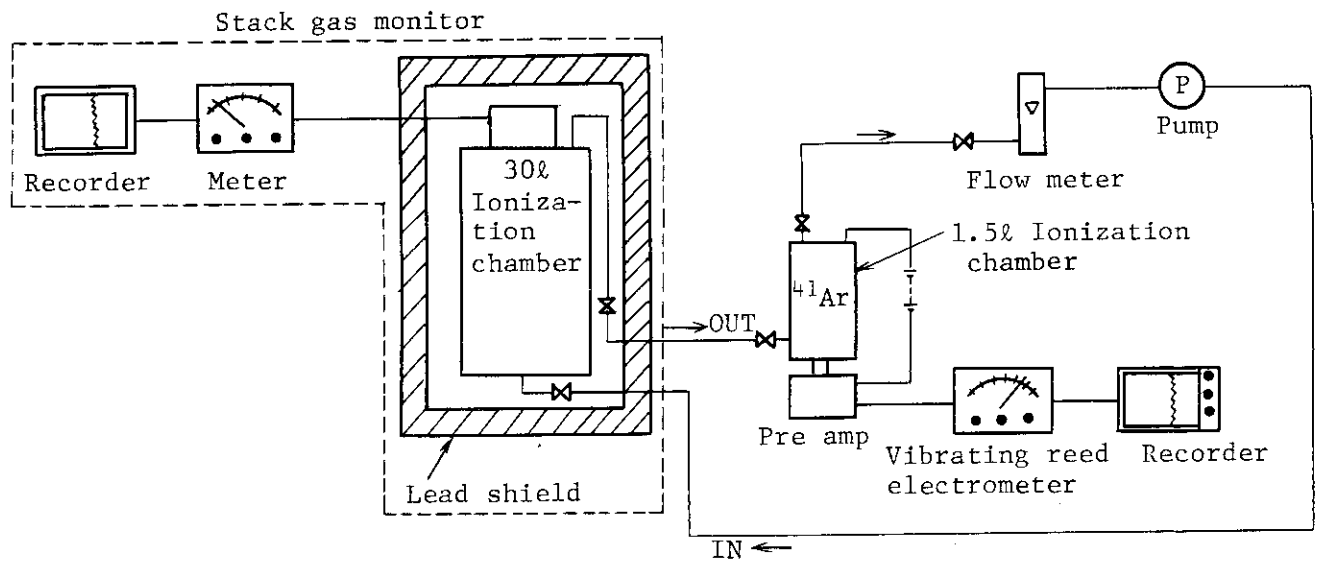 Stack gas monitor
Recorder
Meter
30ℓ
Ioniza-
tion
chamber
Lead shield
OUT
IN
⁴¹Ar
1.5ℓ Ionization
chamber
Pre amp
Flow meter
P
Pump
Vibrating reed
electrometer
Recorder